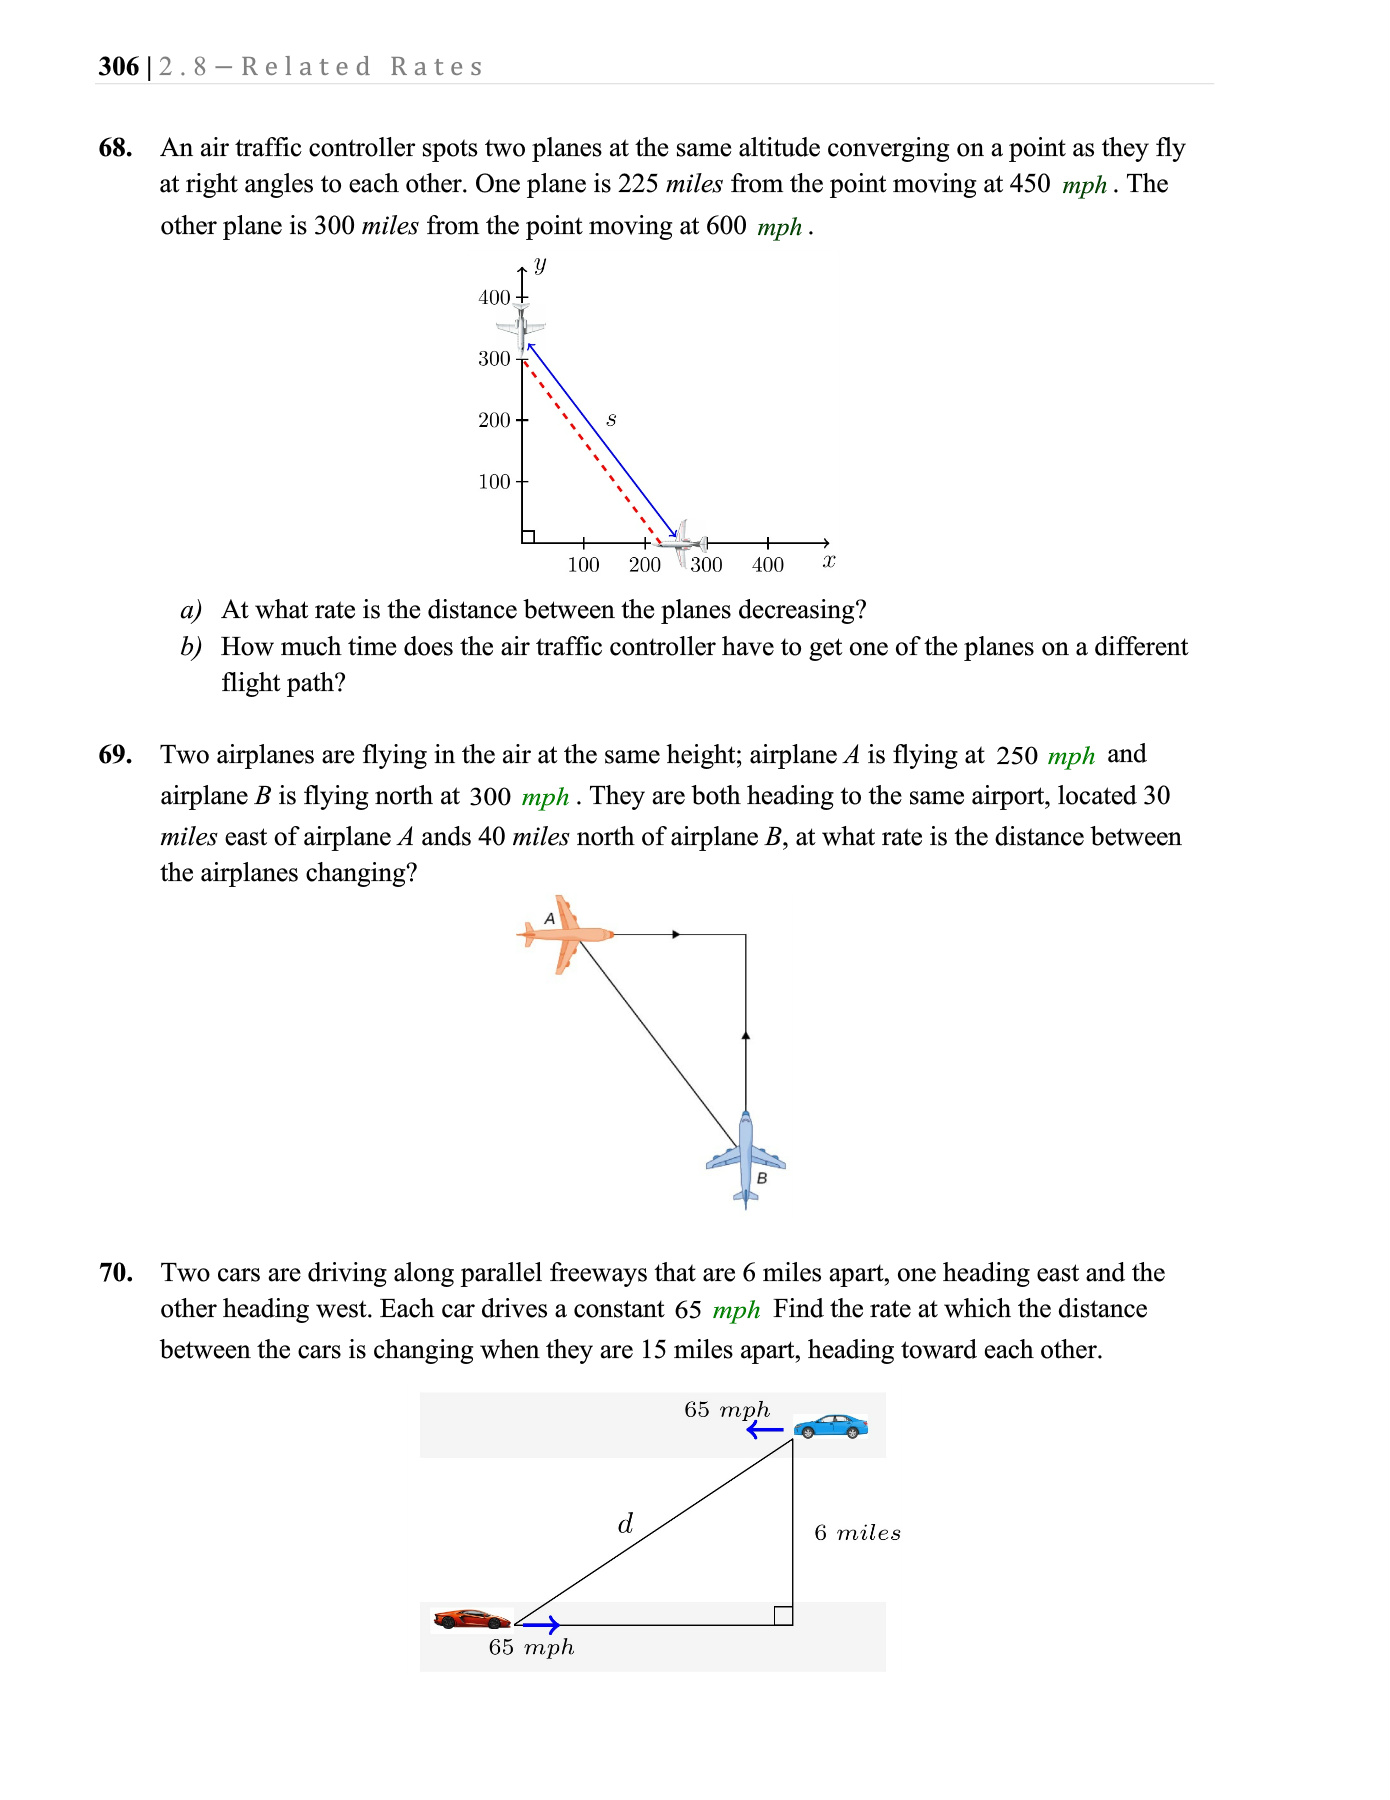 306 | 2.8 – Related Rates
68. An air traffic controller spots two planes at the same altitude converging on a point as they fly
at right angles to each other. One plane is 225 miles from the point moving at 450 mph . The
other plane is 300 miles from the point moving at 600 mph .
y
400
300
200
s
100
100 200 300 400 x
a) At what rate is the distance between the planes decreasing?
b) How much time does the air traffic controller have to get one of the planes on a different
flight path?
69. Two airplanes are flying in the air at the same height; airplane A is flying at 250 mph and
airplane B is flying north at 300 mph . They are both heading to the same airport, located 30
miles east of airplane A ands 40 miles north of airplane B, at what rate is the distance between
the airplanes changing?
A
B
70. Two cars are driving along parallel freeways that are 6 miles apart, one heading east and the
other heading west. Each car drives a constant 65 mph Find the rate at which the distance
between the cars is changing when they are 15 miles apart, heading toward each other.
65 mph
d
6 miles
65 mph